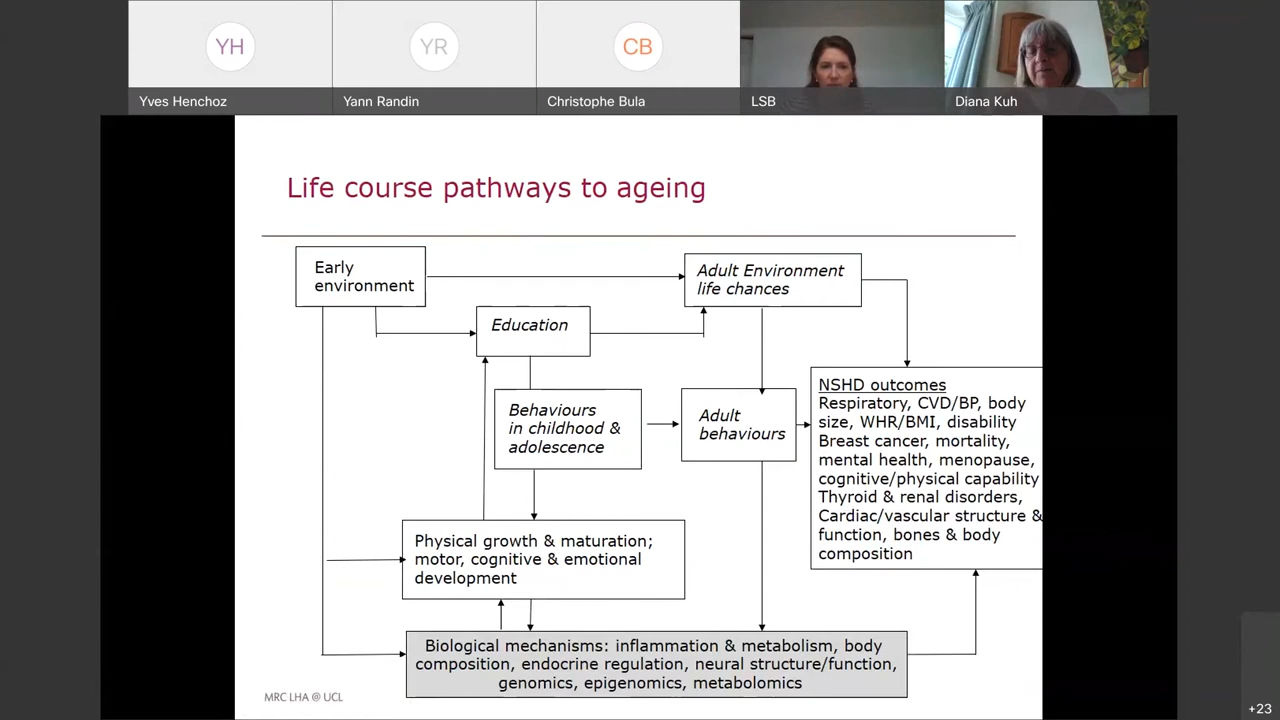 YH
YR
CB
Yves Henchoz
Yann Randin
Christophe Bula
LSB
Diana Kuh
Life course pathways to ageing
Early
environment
Adult Environment
life chances
Education
Behaviours
in childhood &
adolescence
Adult
behaviours
NSHD outcomes
Respiratory, CVD/BP, body
size, WHR/BMI, disability
Breast cancer, mortality,
mental health, menopause,
cognitive/physical capability
Thyroid & renal disorders,
Cardiac/vascular structure &
function, bones & body
composition
Physical growth & maturation;
motor, cognitive & emotional
development
Biological mechanisms: inflammation & metabolism, body
composition, endocrine regulation, neural structure/function,
genomics, epigenomics, metabolomics
MRC LHA @ UCL
+23